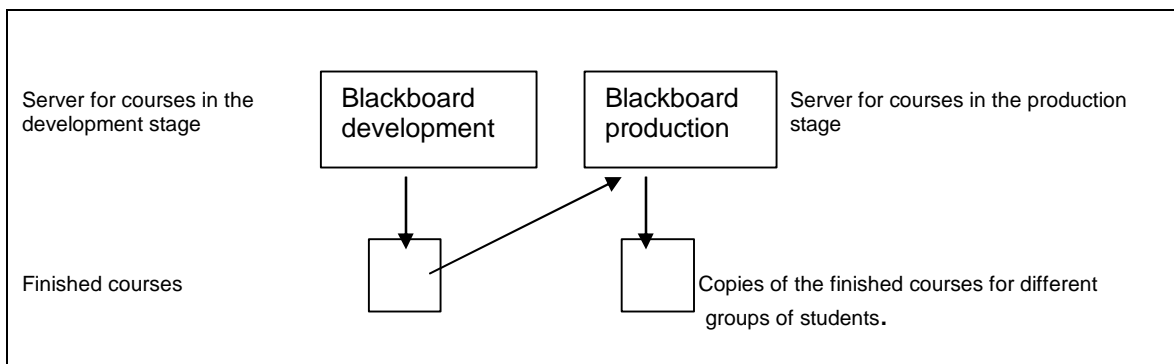 Server for courses in the
development stage
Blackboard
development
Blackboard
production
Server for courses in the production
stage
Finished courses
Copies of the finished courses for different
groups of students.